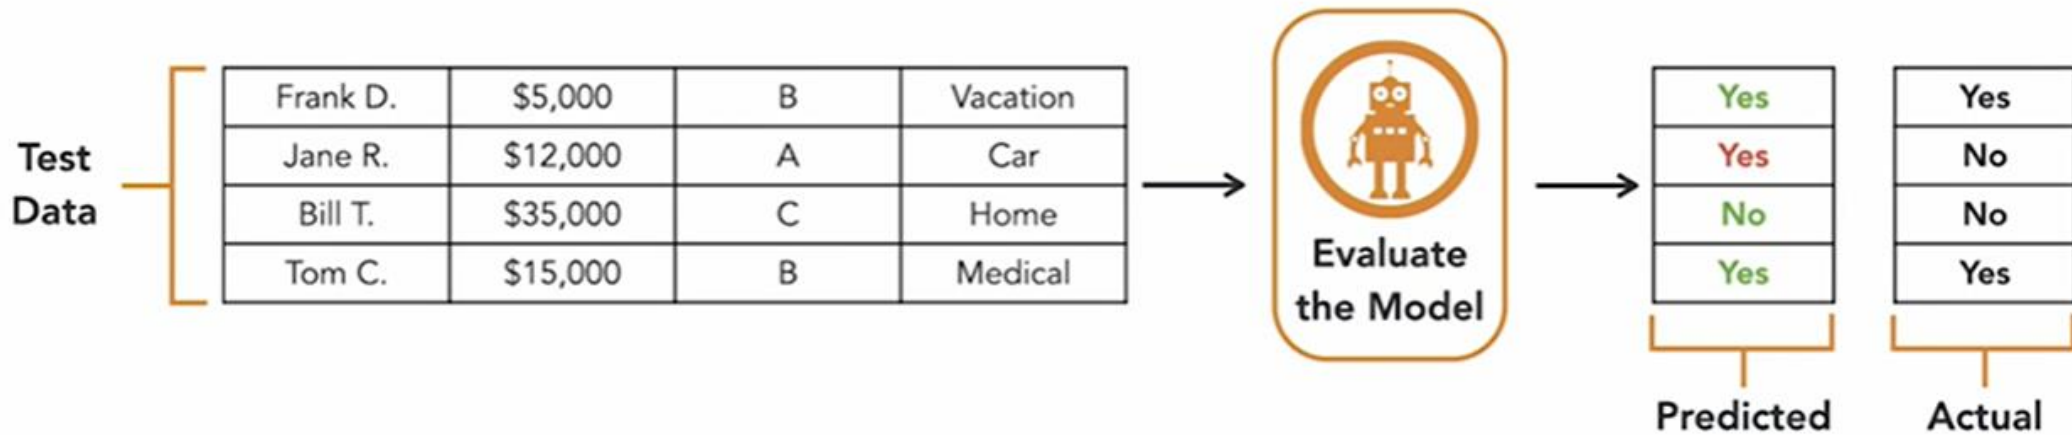 Test
Data
Frank D. $5,000 B Vacation
Jane R. $12,000 A Car
Bill T. $35,000 C Home
Tom C. $15,000 B Medical
Evaluate
the Model
Yes Yes
Yes No
No No
Yes Yes
Predicted Actual